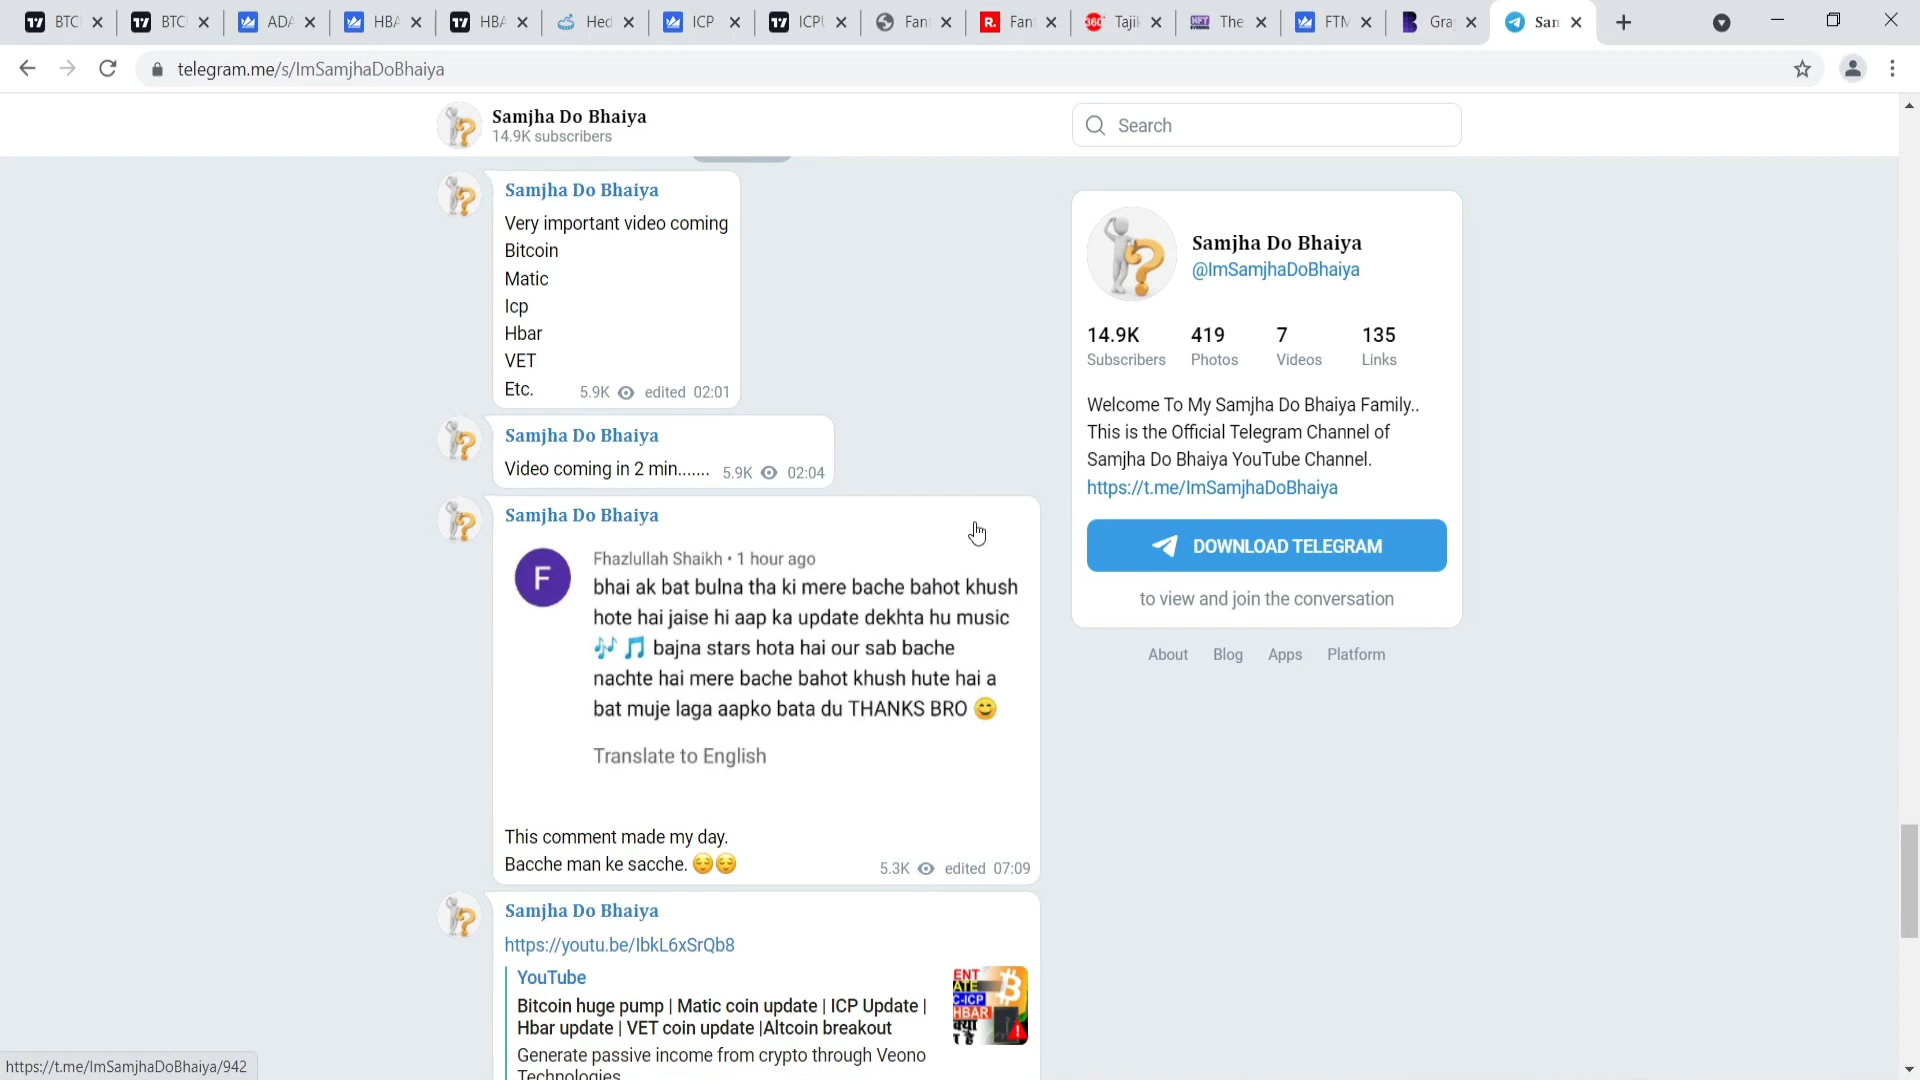 BTC
BTC
ADA
HBA
HBA
Hed
ICP
ICPU
Fan
Fan
Tajik
The
FTM
Gra
Sam
telegram.me/s/ImSamjhaDoBhaiya
Samjha Do Bhaiya
14.9K subscribers
Search
Samjha Do Bhaiya
Very important video coming
Bitcoin
Matic
Icp
Hbar
VET
Etc.
5.9K edited 02:01
Samjha Do Bhaiya
Video coming in 2 min.......
5.9K 02:04
Samjha Do Bhaiya
F
Fhazlullah Shaikh • 1 hour ago
bhai ak bat bulna tha ki mere bache bahot khush
hote hai jaise hi aap ka update dekhta hu music
🎶 🎵 bajna stars hota hai our sab bache
nachte hai mere bache bahot khush hute hai a
bat muje laga aapko bata du THANKS BRO 😊
Translate to English
This comment made my day.
Bacche man ke sacche. 😌😌
5.3K edited 07:09
Samjha Do Bhaiya
https://youtu.be/IbkL6xSrQb8
YouTube
Bitcoin huge pump | Matic coin update | ICP Update |
Hbar update | VET coin update |Altcoin breakout
Generate passive income from crypto through Veono
Technologies
Samjha Do Bhaiya
@ImSamjhaDoBhaiya
14.9K 419 7 135
Subscribers Photos Videos Links
Welcome To My Samjha Do Bhaiya Family..
This is the Official Telegram Channel of
Samjha Do Bhaiya YouTube Channel.
https://t.me/ImSamjhaDoBhaiya
DOWNLOAD TELEGRAM
to view and join the conversation
About Blog Apps Platform
https://t.me/ImSamjhaDoBhaiya/942